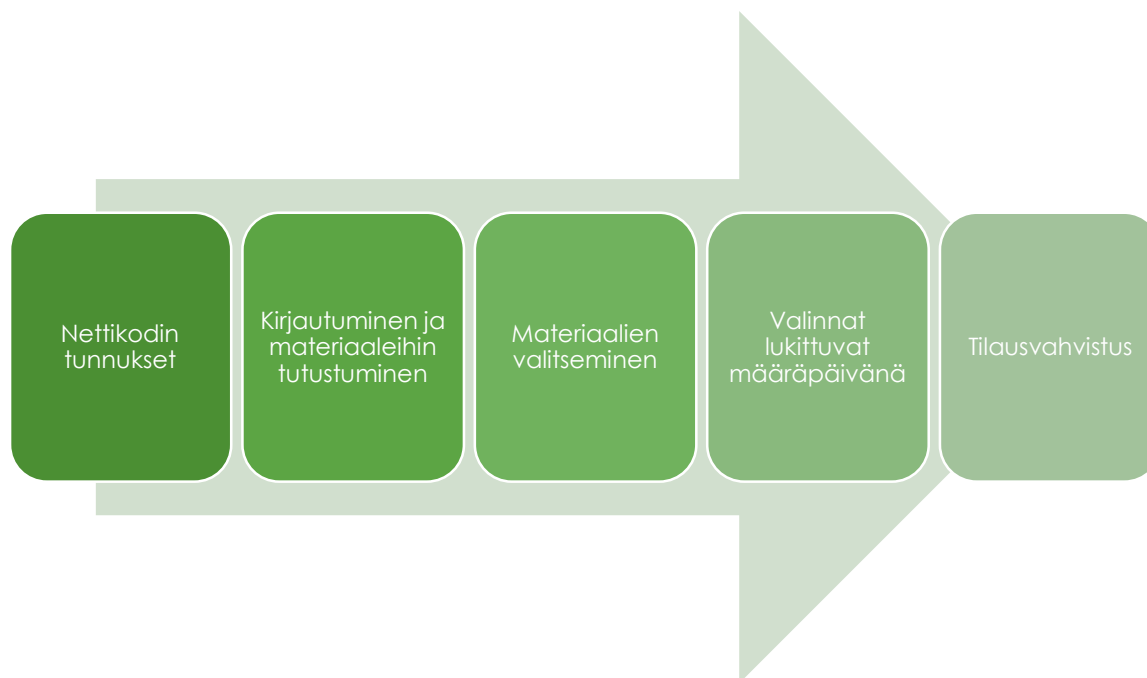 Nettikodin
tunnukset
Kirjautuminen ja
materiaaleihin
tutustuminen
Materiaalien
valitseminen
Valinnat
lukittuvat
määräpäivänä
Tilausvahvistus